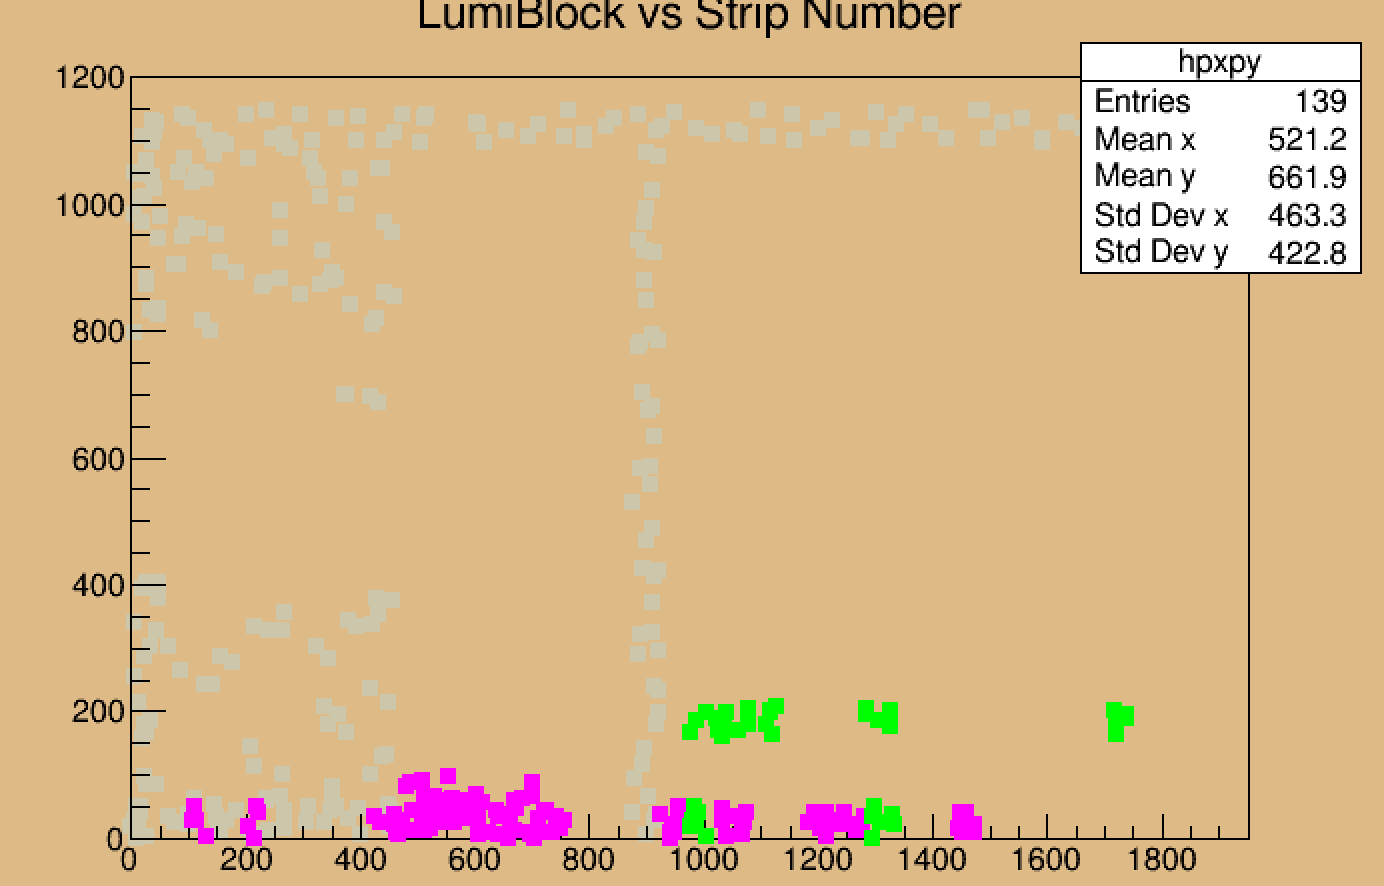 LumiBlock vs Strip Number
hpxpy
Entries 139
Mean x 521.2
Mean y 661.9
Std Dev x 463.3
Std Dev y 422.8
1200
1000
800
600
400
200
0
0 200 400 600 800 1000 1200 1400 1600 1800